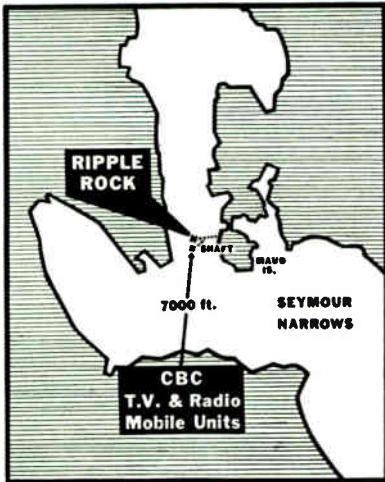 RIPPLE
ROCK
SHAFT
MAUD
IS.
7000 ft.
SEYMOUR
NARROWS
CBC
T.V. & Radio
Mobile Units